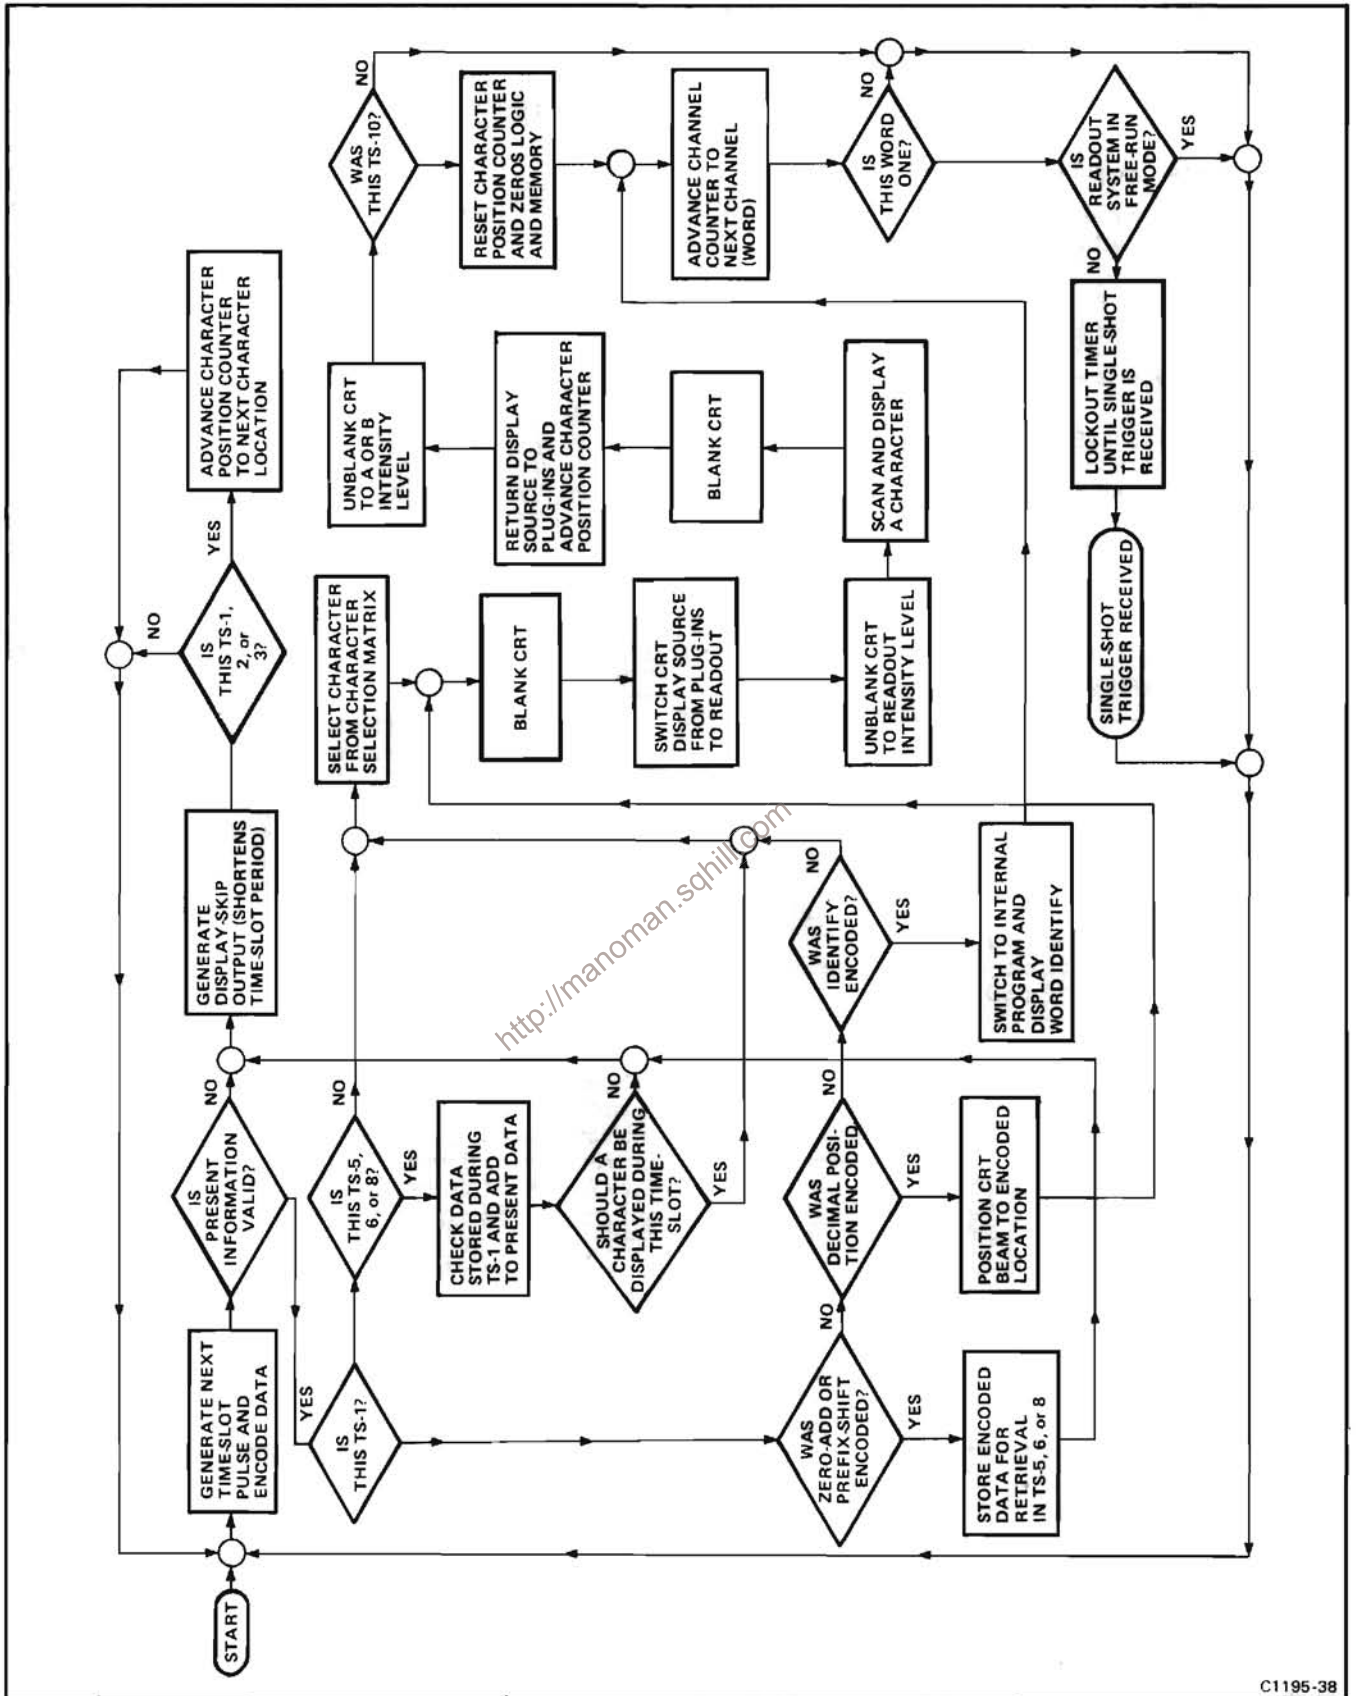 START
GENERATE NEXT
TIME-SLOT
PULSE AND
ENCODE DATA
IS
PRESENT
INFORMATION
VALID?
NO
YES
GENERATE
DISPLAY-SKIP
OUTPUT (SHORTENS
TIME-SLOT PERIOD)
IS
THIS TS-1,
2, or
3?
NO
YES
ADVANCE CHARACTER
POSITION COUNTER
TO NEXT CHARACTER
LOCATION
IS
THIS TS-1?
IS
THIS TS-5,
6, or 8?
NO
YES
CHECK DATA
STORED DURING
TS-1 AND ADD
TO PRESENT DATA
SHOULD A
CHARACTER BE
DISPLAYED DURING
THIS TIME-
SLOT?
NO
YES
WAS
ZERO-ADD OR
PREFIX-SHIFT
ENCODED?
NO
YES
STORE ENCODED
DATA FOR
RETRIEVAL
IN TS-5, 6, or 8
WAS
DECIMAL POSI-
TION ENCODED
NO
YES
POSITION CRT
BEAM TO ENCODED
LOCATION
WAS
IDENTIFY
ENCODED?
NO
YES
SWITCH TO INTERNAL
PROGRAM AND
DISPLAY
WORD IDENTIFY
SELECT CHARACTER
FROM CHARACTER
SELECTION MATRIX
BLANK CRT
SWITCH CRT
DISPLAY SOURCE
FROM PLUG-INS
TO READOUT
UNBLANK CRT
TO READOUT
INTENSITY LEVEL
SCAN AND DISPLAY
A CHARACTER
BLANK CRT
RETURN DISPLAY
SOURCE TO
PLUG-INS AND
ADVANCE CHARACTER
POSITION COUNTER
UNBLANK CRT
TO A OR B
INTENSITY
LEVEL
WAS
THIS TS-10?
NO
RESET CHARACTER
POSITION COUNTER
AND ZEROS LOGIC
AND MEMORY
ADVANCE CHANNEL
COUNTER TO
NEXT CHANNEL
(WORD)
IS
THIS WORD
ONE?
NO
IS
READOUT
SYSTEM IN
FREE-RUN
MODE?
YES
NO
LOCKOUT TIMER
UNTIL SINGLE-SHOT
TRIGGER IS
RECEIVED
SINGLE-SHOT
TRIGGER RECEIVED
http://manoman.sqhill.com
C1195-38